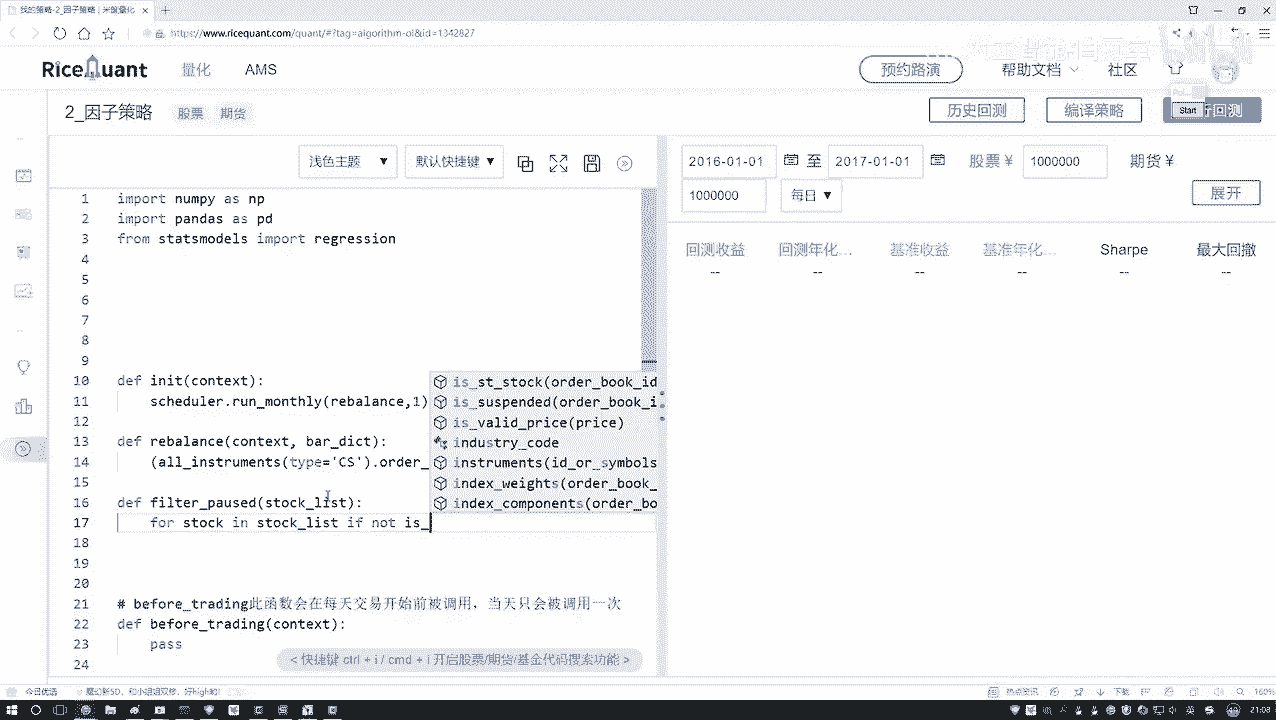 我的策略-2_因子策略 | 米筐量化
https://www.ricequant.com/quant/#?tag=algorithm-ol&id=1342827
RiceQuant 量化 AMS 预约路演 帮助文档 社区
2_因子策略 股票 期货 历史回测 编译策略 行回测
Start
浅色主题 ▼ 默认快捷键 ▼
2016-01-01 至 2017-01-01 股票 ¥ 1000000 期货 ¥
1000000 每日 ▼ 展开
回测收益 回测年化... 基准收益 基准年化... Sharpe 最大回撤
-- -- -- -- -- --
1 import numpy as np
2 import pandas as pd
3 from statsmodels import regression
4
5
6
7
8
9
10 def init(context):
11 scheduler.run_monthly(rebalance,1)
12
13 def rebalance(context, bar_dict):
14 (all_instruments(type='CS').order_
15
16 def filter_paused(stock_list):
17 for stock in stock_list if not is_
18
19
20
21 # before_trading此函数会在每天交易开始前被调用，当天只会被调用一次
22 def before_trading(context):
23 pass
24
is_st_stock(order_book_id
is_suspended(order_book_i
is_valid_price(price)
industry_code
instruments(id_or_symbols
index_weights(order_book_
index_components(order_bo
<快捷键 ctrl + i / cmd + i 开启股票/期货/基金代码搜索功能 >
今日优选
热点资讯 下载 100%
21:03